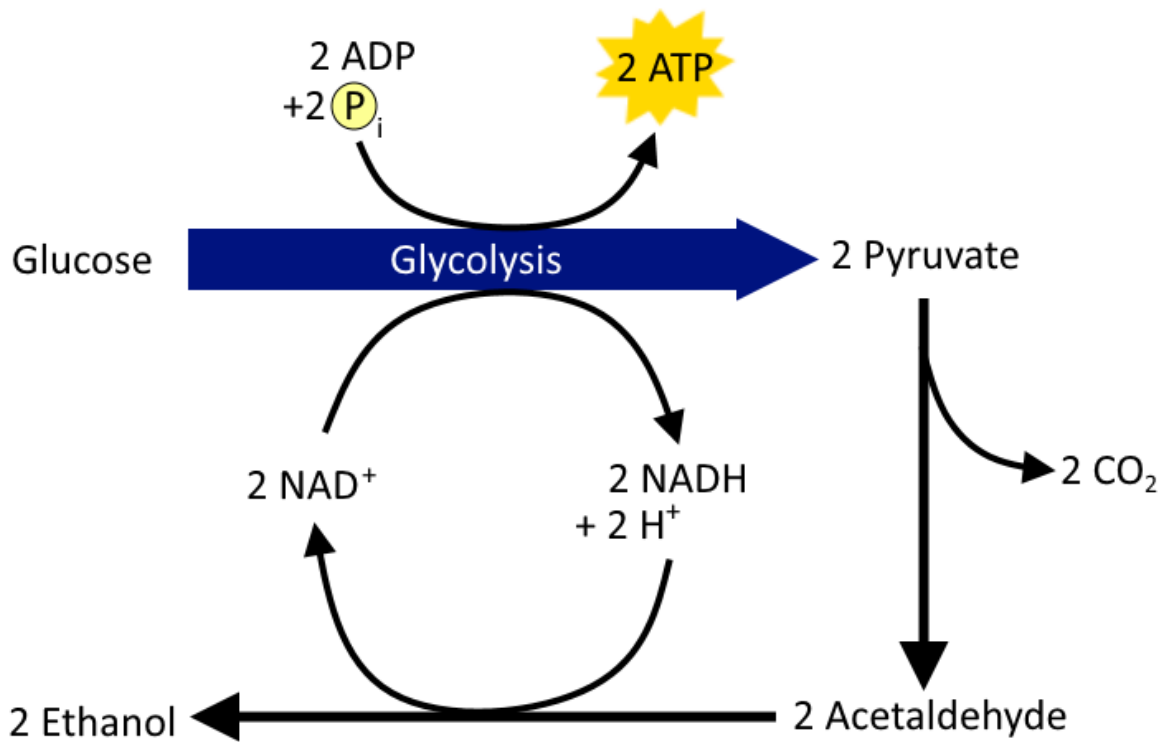 2 ADP
+2 P i
2 ATP
Glucose
Glycolysis
2 Pyruvate
2 NAD⁺
2 NADH
+ 2 H⁺
2 CO₂
2 Ethanol
2 Acetaldehyde